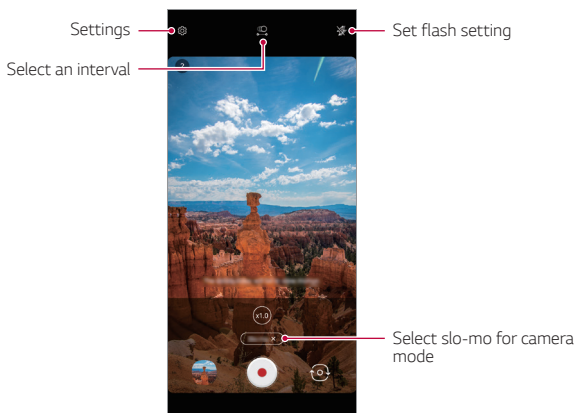 Settings
Set flash setting
Select an interval
?
x1.0
×
Select slo-mo for camera
mode